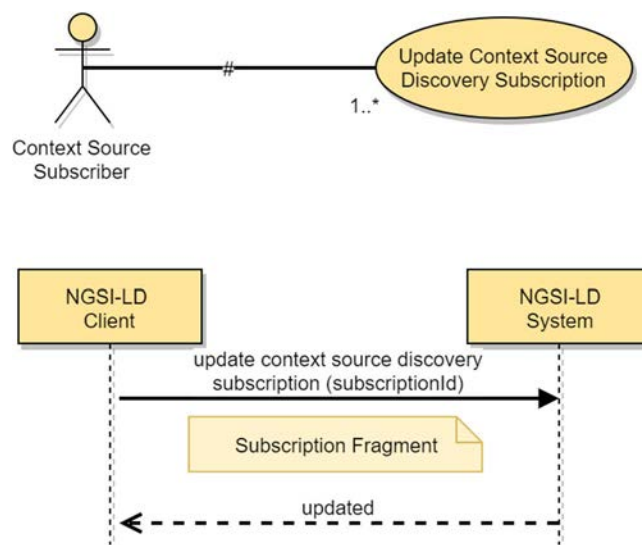 Update Context Source
Discovery Subscription
#
1..*
Context Source
Subscriber
NGSI-LD
Client
NGSI-LD
System
update context source discovery
subscription (subscriptionId)
Subscription Fragment
updated